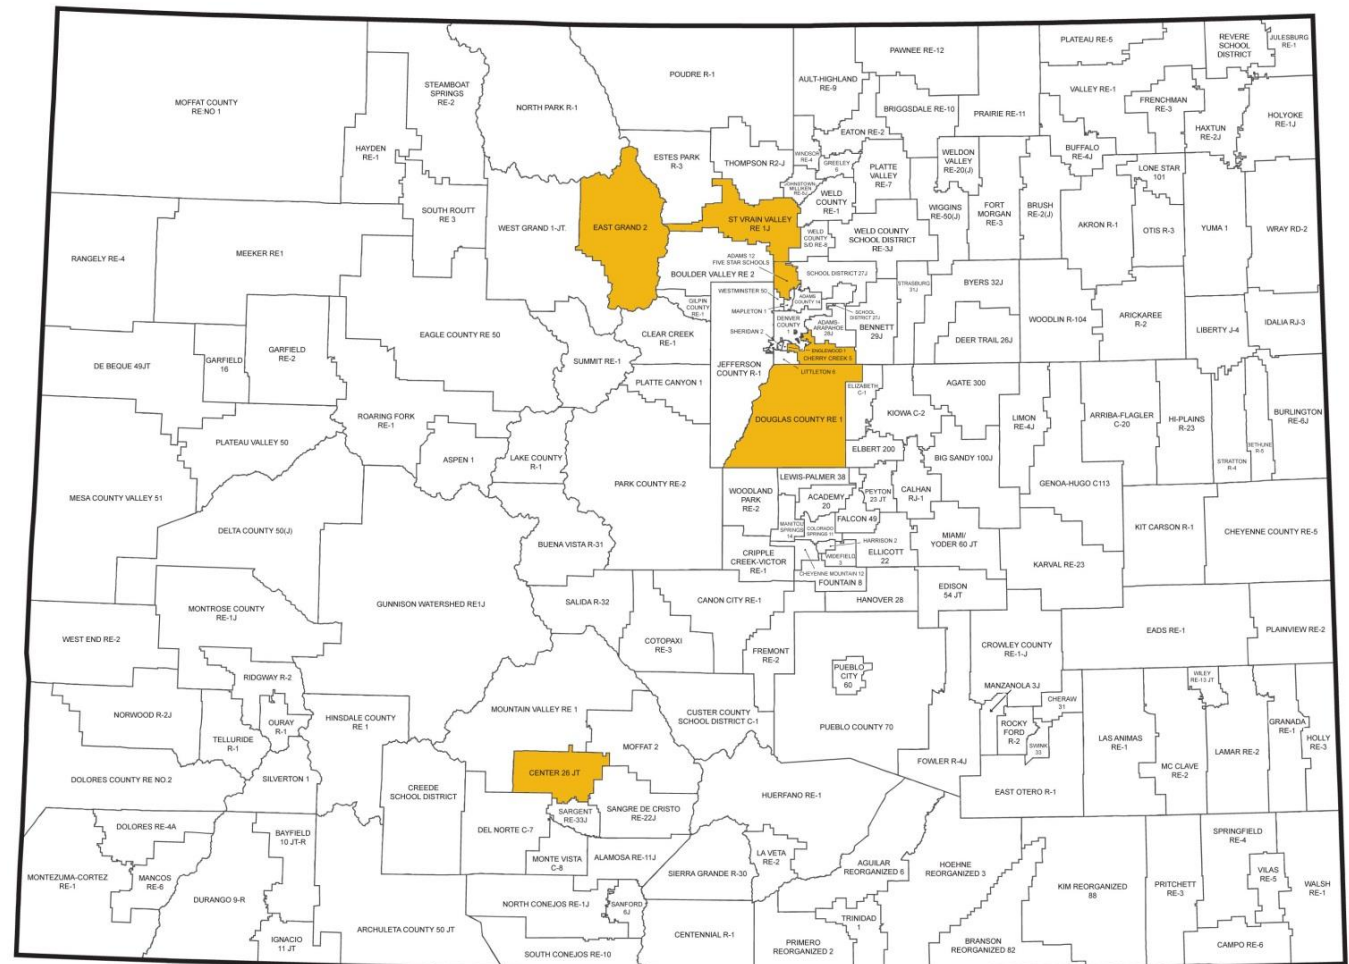 MOFFAT COUNTY
RE:NO 1
HAYDEN
RE-1
STEAMBOAT
SPRINGS
RE-2
NORTH PARK R-1
POUDRE R-1
AULT-HIGHLAND
RE-9
PAWNEE RE-12
BRIGGSDALE RE-10
PRAIRIE RE-11
PLATEAU RE-5
REVERE
SCHOOL
DISTRICT
JULESBURG
RE-1
VALLEY RE-1
FRENCHMAN
RE-3
HAXTUN
RE-2J
HOLYOKE
RE-1J
BUFFALO
RE-4J
LONE STAR
101
ESTES PARK
R-3
THOMPSON R2-J
WINDSOR
RE-4
EATON RE-2
GREELEY
6
PLATTE
VALLEY
RE-7
WELDON
VALLEY
RE-20(J)
JOHNSTOWN-
MILLIKEN
RE-5J
WELD
COUNTY
RE-1
WIGGINS
RE-50(J)
FORT
MORGAN
RE-3
BRUSH
RE-2(J)
AKRON R-1
OTIS R-3
YUMA 1
WRAY RD-2
SOUTH ROUTT
RE 3
WEST GRAND 1-JT.
EAST GRAND 2
ST VRAIN VALLEY
RE 1J
WELD
COUNTY
S/D RE-8
WELD COUNTY
SCHOOL DISTRICT
RE-3J
RANGELY RE-4
MEEKER RE1
ADAMS 12
FIVE STAR SCHOOLS
BOULDER VALLEY RE 2
SCHOOL DISTRICT 27J
STRASBURG
31J
BYERS 32J
WOODLIN R-104
ARICKAREE
R-2
LIBERTY J-4
IDALIA RJ-3
WESTMINSTER 50
ADAMS
COUNTY 14
GILPIN
COUNTY
RE-1
MAPLETON 1
SCHOOL
DISTRICT 27J
DENVER
COUNTY
1
ADAMS-
ARAPAHOE
28J
BENNETT
29J
DEER TRAIL 26J
SHERIDAN 2
ENGLEWOOD 1
CHERRY CREEK 5
LITTLETON 6
EAGLE COUNTY RE 50
CLEAR CREEK
RE-1
SUMMIT RE-1
JEFFERSON
COUNTY R-1
PLATTE CANYON 1
DE BEQUE 49JT
GARFIELD
16
GARFIELD
RE-2
DOUGLAS COUNTY RE 1
ELIZABETH
C-1
KIOWA C-2
AGATE 300
LIMON
RE-4J
ARRIBA-FLAGLER
C-20
HI-PLAINS
R-23
STRATTON
R-4
BETHUNE
R-5
BURLINGTON
RE-6J
ROARING FORK
RE-1
PLATEAU VALLEY 50
ASPEN 1
LAKE COUNTY
R-1
ELBERT 200
BIG SANDY 100J
GENOA-HUGO C113
MESA COUNTY VALLEY 51
DELTA COUNTY 50(J)
PARK COUNTY RE-2
LEWIS-PALMER 38
WOODLAND
PARK
RE-2
ACADEMY
20
PEYTON
23 JT
CALHAN
RJ-1
FALCON 49
MANITOU
SPRINGS
14
COLORADO
SPRINGS 11
HARRISON 2
WIDEFIELD
3
ELLICOTT
22
MIAMI/
YODER 60 JT
KIT CARSON R-1
CHEYENNE COUNTY RE-5
KARVAL RE-23
BUENA VISTA R-31
CRIPPLE
CREEK-VICTOR
RE-1
CHEYENNE MOUNTAIN 12
FOUNTAIN 8
HANOVER 28
EDISON
54 JT
GUNNISON WATERSHED RE1J
SALIDA R-32
CANON CITY RE-1
MONTROSE COUNTY
RE-1J
WEST END RE-2
COTOPAXI
RE-3
FREMONT
RE-2
CROWLEY COUNTY
RE-1-J
EADS RE-1
PLAINVIEW RE-2
RIDGWAY R-2
PUEBLO
CITY
60
PUEBLO COUNTY 70
MANZANOLA 3J
CHERAW
31
WILEY
RE-13 JT
NORWOOD R-2J
TELLURIDE
R-1
OURAY
R-1
HINSDALE COUNTY
RE 1
MOUNTAIN VALLEY RE 1
CUSTER COUNTY
SCHOOL DISTRICT C-1
ROCKY
FORD
R-2
SWINK
33
LAS ANIMAS
RE-1
LAMAR RE-2
GRANADA
RE-1
HOLLY
RE-3
MOFFAT 2
CENTER 26 JT
FOWLER R-4J
MC CLAVE
RE-2
DOLORES COUNTY RE NO.2
SILVERTON 1
CREEDE
SCHOOL DISTRICT
EAST OTERO R-1
HUERFANO RE-1
SARGENT
RE-33J
SANGRE DE CRISTO
RE-22J
DOLORES RE-4A
BAYFIELD
10 JT-R
DEL NORTE C-7
MONTE VISTA
C-8
ALAMOSA RE-11J
LA VETA
RE-2
SIERRA GRANDE R-30
AGUILAR
REORGANIZED 6
HOEHNE
REORGANIZED 3
SPRINGFIELD
RE-4
VILAS
RE-5
WALSH
RE-1
MONTEZUMA-CORTEZ
RE-1
MANCOS
RE-6
KIM REORGANIZED
88
PRITCHETT
RE-3
DURANGO 9-R
NORTH CONEJOS RE-1J
SANFORD
6J
TRINIDAD
1
ARCHULETA COUNTY 50 JT
CENTENNIAL R-1
IGNACIO
11 JT
SOUTH CONEJOS RE-10
PRIMERO
REORGANIZED 2
BRANSON
REORGANIZED 82
CAMPO RE-6